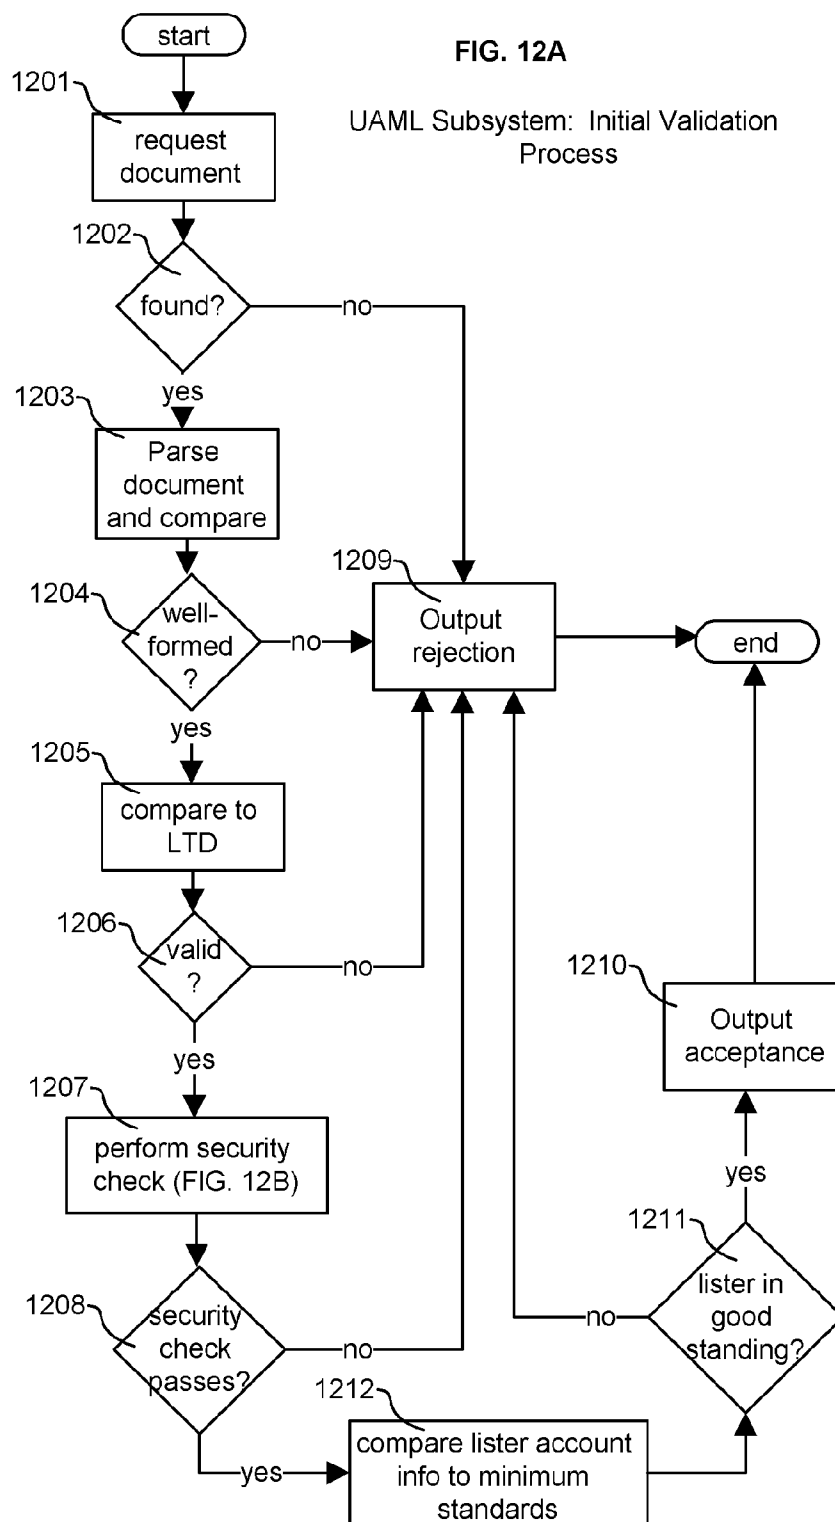 start
FIG. 12A
1201
UAML Subsystem: Initial Validation
Process
request
document
1202
found?
no
yes
1203
Parse
document
and compare
1209
Output
rejection
1204
well-
formed
?
no
end
yes
1205
compare to
LTD
1206
valid
?
no
1210
Output
acceptance
yes
1207
perform security
check (FIG. 12B)
yes
1211
lister in
good
standing?
no
1208
security
check
passes?
no
1212
yes
compare lister account
info to minimum
standards